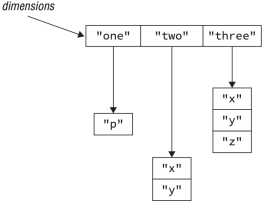 dimensions
"one" "two" "three"
"p"
"x"
"y"
"x"
"y"
"z"